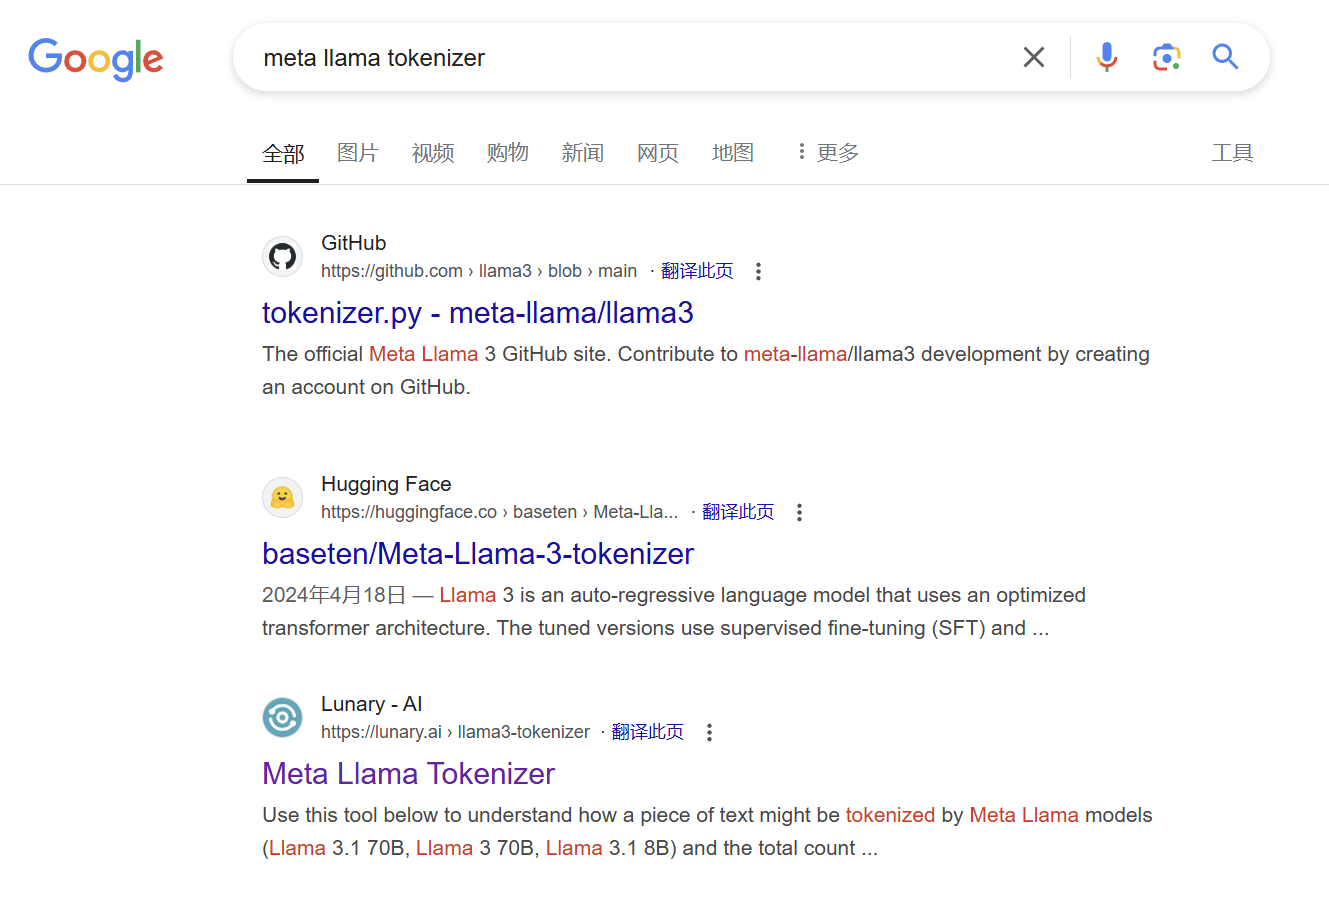 Google
meta llama tokenizer
全部 图片 视频 购物 新闻 网页 地图 更多 工具
GitHub
https://github.com › llama3 › blob › main · 翻译此页
tokenizer.py - meta-llama/llama3
The official Meta Llama 3 GitHub site. Contribute to meta-llama/llama3 development by creating
an account on GitHub.
Hugging Face
https://huggingface.co › baseten › Meta-Lla... · 翻译此页
baseten/Meta-Llama-3-tokenizer
2024年4月18日 — Llama 3 is an auto-regressive language model that uses an optimized
transformer architecture. The tuned versions use supervised fine-tuning (SFT) and ...
Lunary - AI
https://lunary.ai › llama3-tokenizer · 翻译此页
Meta Llama Tokenizer
Use this tool below to understand how a piece of text might be tokenized by Meta Llama models
(Llama 3.1 70B, Llama 3 70B, Llama 3.1 8B) and the total count ...